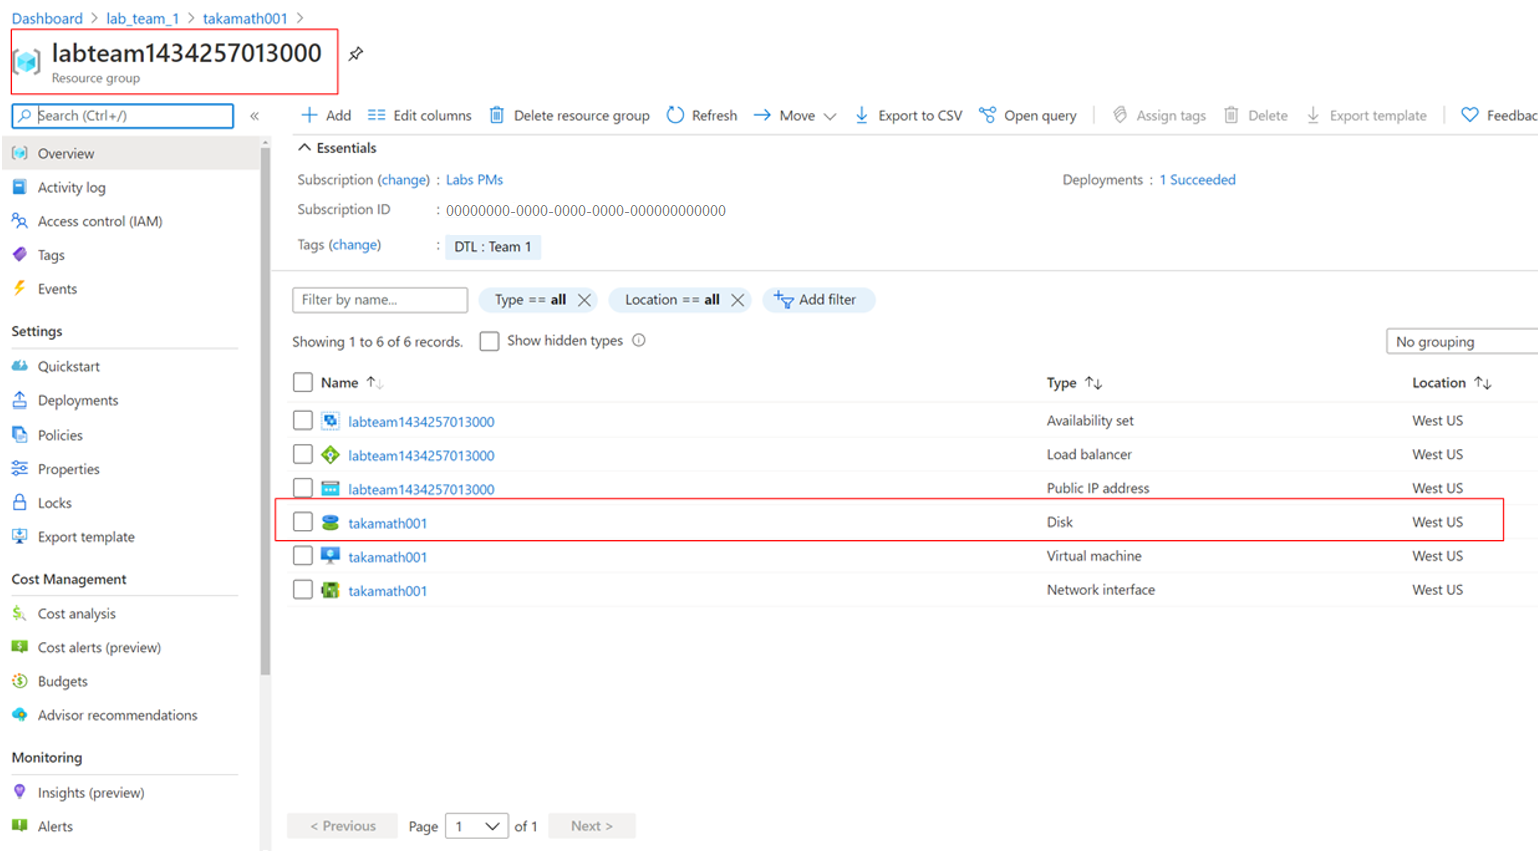 Dashboard > lab_team_1 > takamath001 >
labteam1434257013000
Resource group
Search (Ctrl+/)
«
Add
Edit columns
Delete resource group
Refresh
Move
Export to CSV
Open query
Assign tags
Delete
Export template
Feedbac
Overview
Activity log
Access control (IAM)
Tags
Events
Settings
Quickstart
Deployments
Policies
Properties
Locks
Export template
Cost Management
Cost analysis
Cost alerts (preview)
Budgets
Advisor recommendations
Monitoring
Insights (preview)
Alerts
Essentials
Subscription (change) : Labs PMs
Deployments : 1 Succeeded
Subscription ID : 00000000-0000-0000-0000-000000000000
Tags (change) : DTL : Team 1
Filter by name...
Type == all
Location == all
Add filter
Showing 1 to 6 of 6 records.
Show hidden types
No grouping
Name Type Location
labteam1434257013000 Availability set West US
labteam1434257013000 Load balancer West US
labteam1434257013000 Public IP address West US
takamath001 Disk West US
takamath001 Virtual machine West US
takamath001 Network interface West US
< Previous Page 1 of 1 Next >